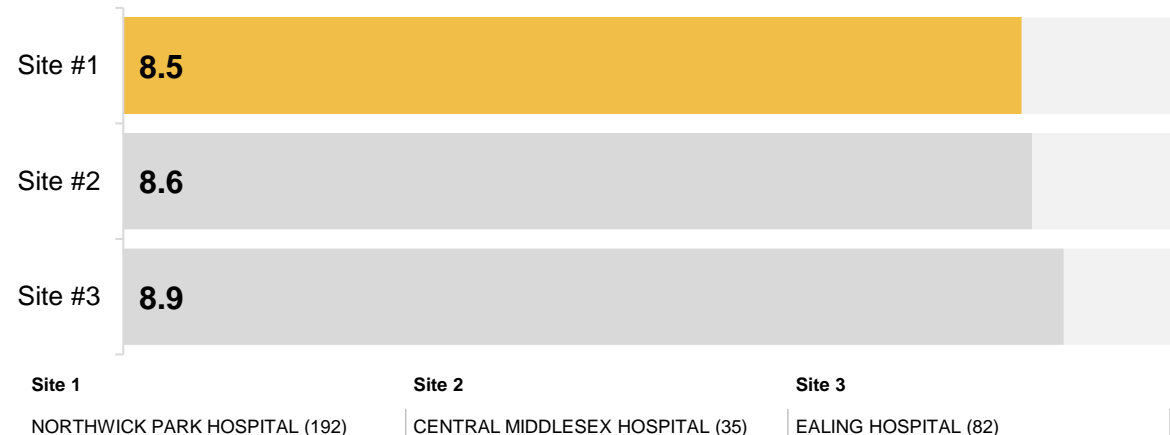 Site #1 8.5
Site #2 8.6
Site #3 8.9
Site 1 Site 2 Site 3
NORTHWICK PARK HOSPITAL (192) CENTRAL MIDDLESEX HOSPITAL (35) EALING HOSPITAL (82)